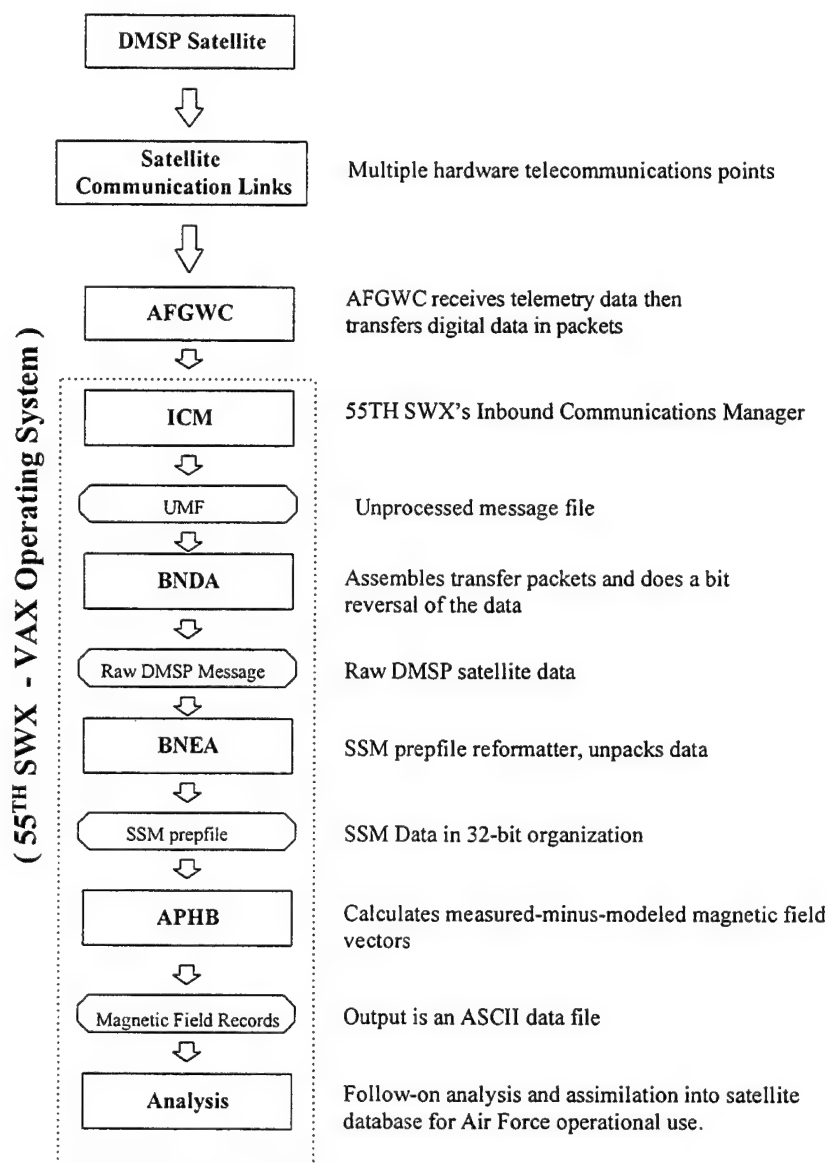 DMSP Satellite
Satellite
Communication Links
Multiple hardware telecommunications points
AFGWC
AFGWC receives telemetry data then
transfers digital data in packets
( 55TH SWX - VAX Operating System )
ICM
55TH SWX's Inbound Communications Manager
UMF
Unprocessed message file
BNDA
Assembles transfer packets and does a bit
reversal of the data
Raw DMSP Message
Raw DMSP satellite data
BNEA
SSM prepfile reformatter, unpacks data
SSM prepfile
SSM Data in 32-bit organization
APHB
Calculates measured-minus-modeled magnetic field
vectors
Magnetic Field Records
Output is an ASCII data file
Analysis
Follow-on analysis and assimilation into satellite
database for Air Force operational use.